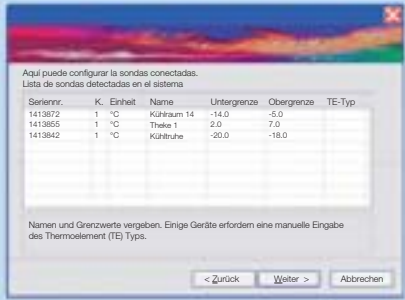 Aquí puede configurar la sondas conectadas.
Lista de sondas detectadas en el sistema
Seriennr. K. Einheit Name Untergrenze Obergrenze TE-Typ
1413872 1 °C Kühlraum 14 -14.0 -5.0
1413855 1 °C Theke 1 2.0 7.0
1413842 1 °C Kühltruhe -20.0 -18.0
Namen und Grenzwerte vergeben. Einige Geräte erfordern eine manuelle Eingabe
des Thermoelement (TE) Typs.
< Zurück Weiter > Abbrechen